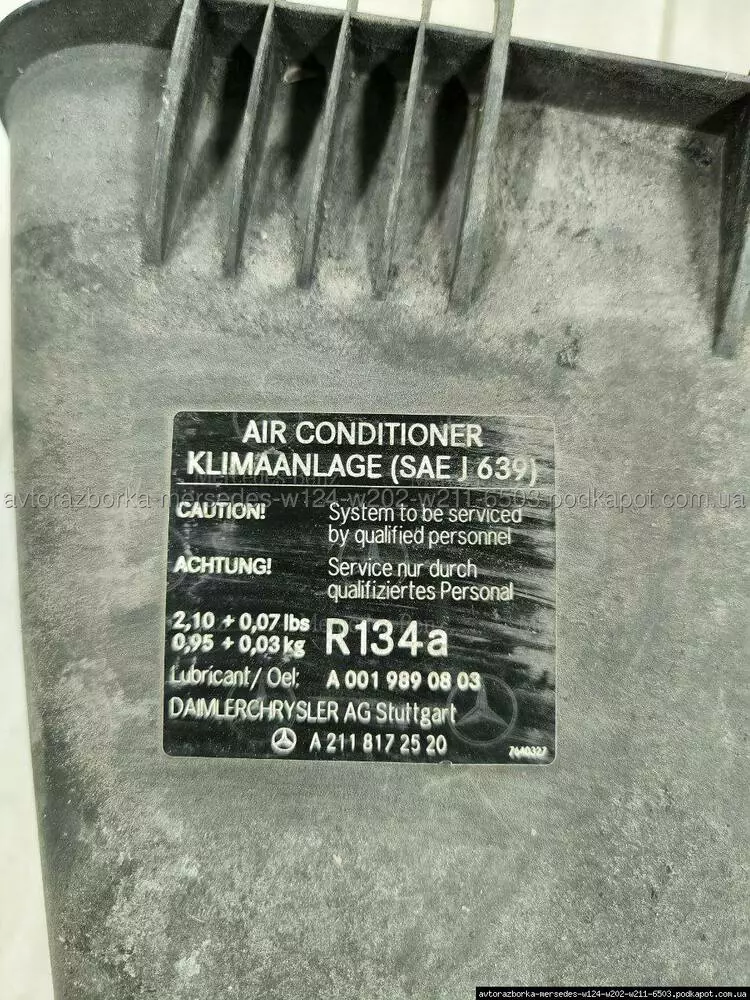 AIR CONDITIONER
KLIMAANLAGE (SAE J 639)
avtorazborka-mersedes-w124-w202-w211-6503.podkapot.com.ua
CAUTION! System to be serviced
by qualified personnel
ACHTUNG! Service nur durch
qualifiziertes Personal
2,10 + 0,07 lbs
0,95 + 0,03 kg R134a
Lubricant/ Oel: A 001 989 08 03
DAIMLERCHRYSLER AG Stuttgart
A 211 817 25 20
7640327
avtorazborka-mersedes-w124-w202-w211-6503.podkapot.com.ua